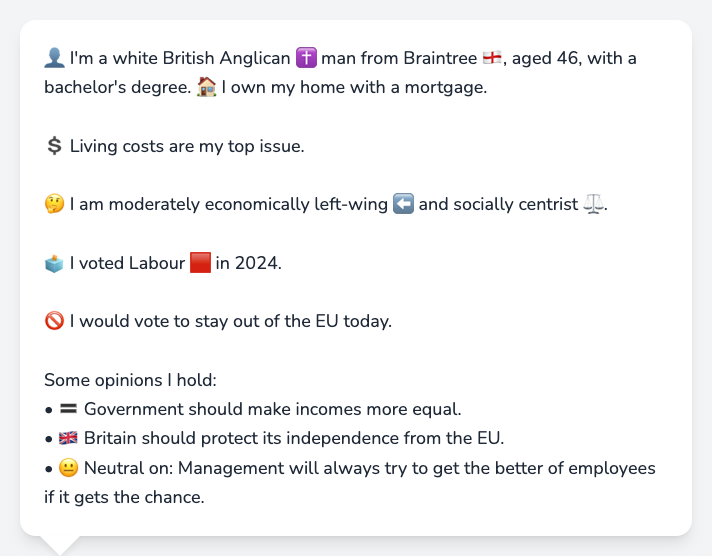 👤 I'm a white British Anglican ✝️ man from Braintree 🏴󠁧󠁢󠁥󠁮󠁧󠁿, aged 46, with a
bachelor's degree. 🏠 I own my home with a mortgage.
💲 Living costs are my top issue.
🤔 I am moderately economically left-wing ⬅️ and socially centrist ⚖️.
🗳️ I voted Labour 🟥 in 2024.
🚫 I would vote to stay out of the EU today.
Some opinions I hold:
• 🟰 Government should make incomes more equal.
• 🇬🇧 Britain should protect its independence from the EU.
• 😐 Neutral on: Management will always try to get the better of employees
if it gets the chance.